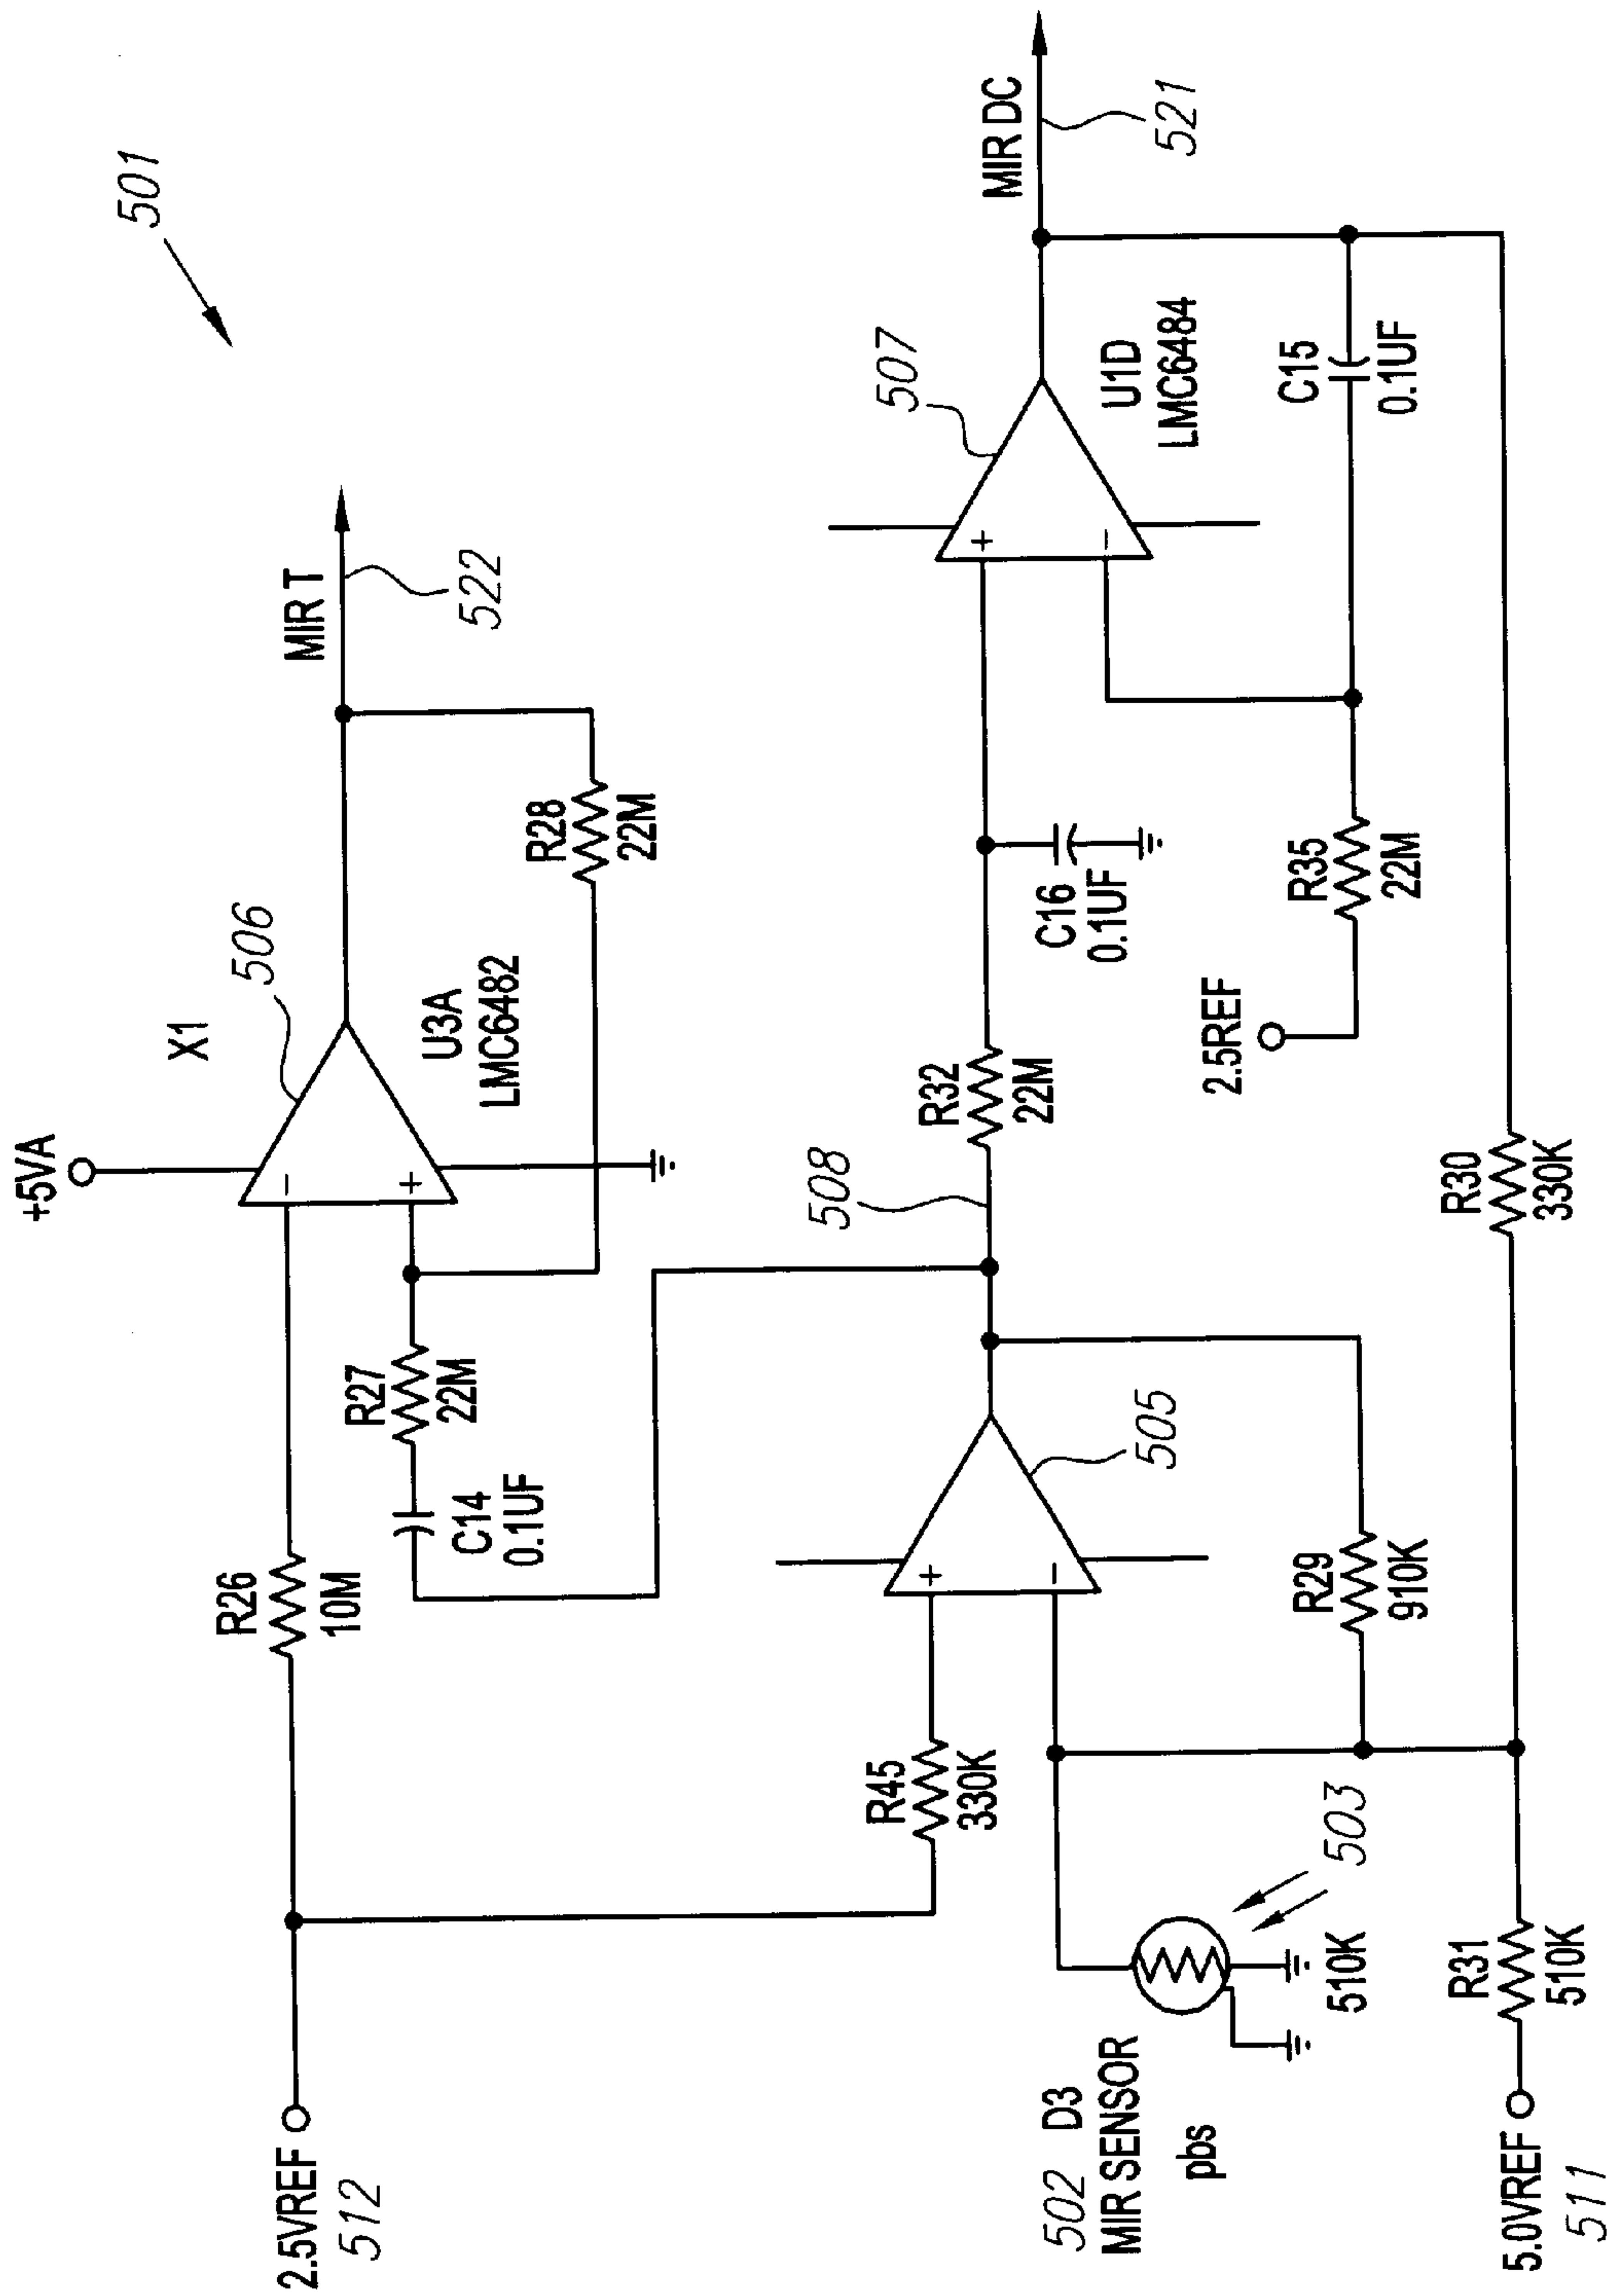 501
+5VA
X1
506
MIR T
522
2.5VREF
512
R26
10M
-
+
U3A
LMC6482
R27
22M
C14
0.1UF
R28
22M
R45
330K
+
-
505
508
R32
22M
C16
0.1UF
507
+
-
U1D
LMC6484
MIR DC
521
C15
0.1UF
2.5REF
R35
22M
R29
910K
502 D3
MIR SENSOR
pbs
510K
503
5.0VREF
511
R31
510K
R30
330K